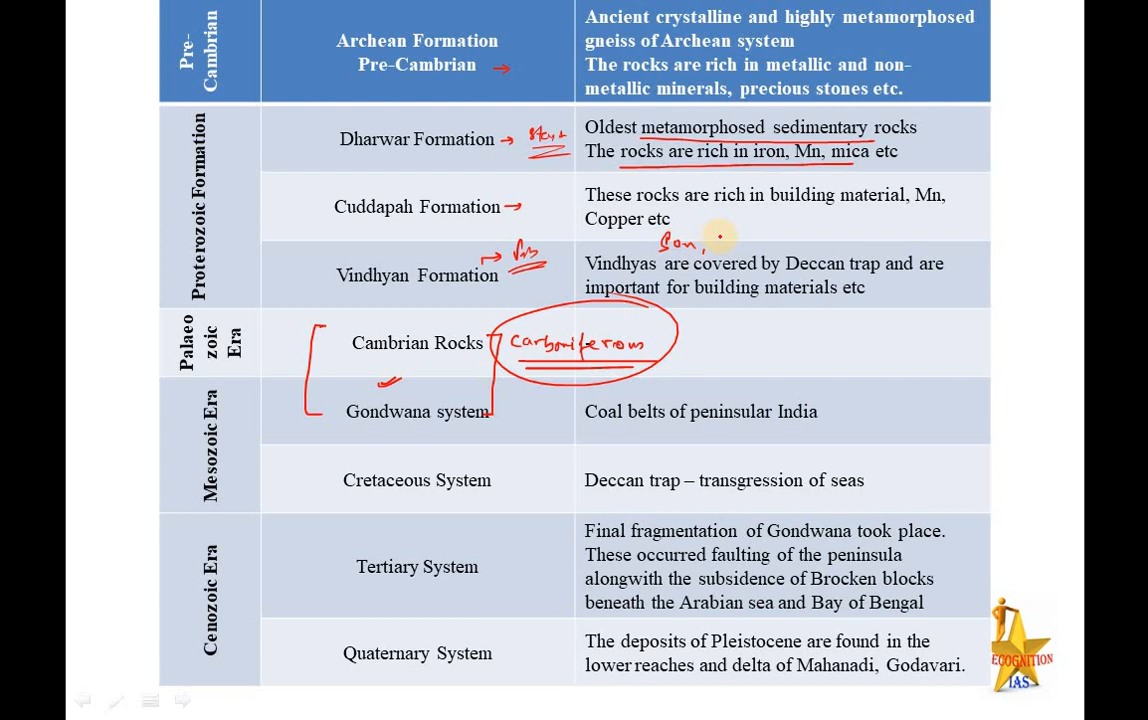 Pre-
Cambrian
Archean Formation
Pre-Cambrian
Ancient crystalline and highly metamorphosed
gneiss of Archean system
The rocks are rich in metallic and non-
metallic minerals, precious stones etc.
Proterozoic Formation
Dharwar Formation
Oldest metamorphosed sedimentary rocks
The rocks are rich in iron, Mn, mica etc
Cuddapah Formation
These rocks are rich in building material, Mn,
Copper etc
Son,
Vindhyan Formation
Vindhyas are covered by Deccan trap and are
important for building materials etc
Palaeo
zoic
Era
Cambrian Rocks
Carboniferous
Mesozoic Era
Gondwana system
Coal belts of peninsular India
Cretaceous System
Deccan trap – transgression of seas
Cenozoic Era
Tertiary System
Final fragmentation of Gondwana took place.
These occurred faulting of the peninsula
alongwith the subsidence of Brocken blocks
beneath the Arabian sea and Bay of Bengal
Quaternary System
The deposits of Pleistocene are found in the
lower reaches and delta of Mahanadi, Godavari.
RECOGNITION
IAS